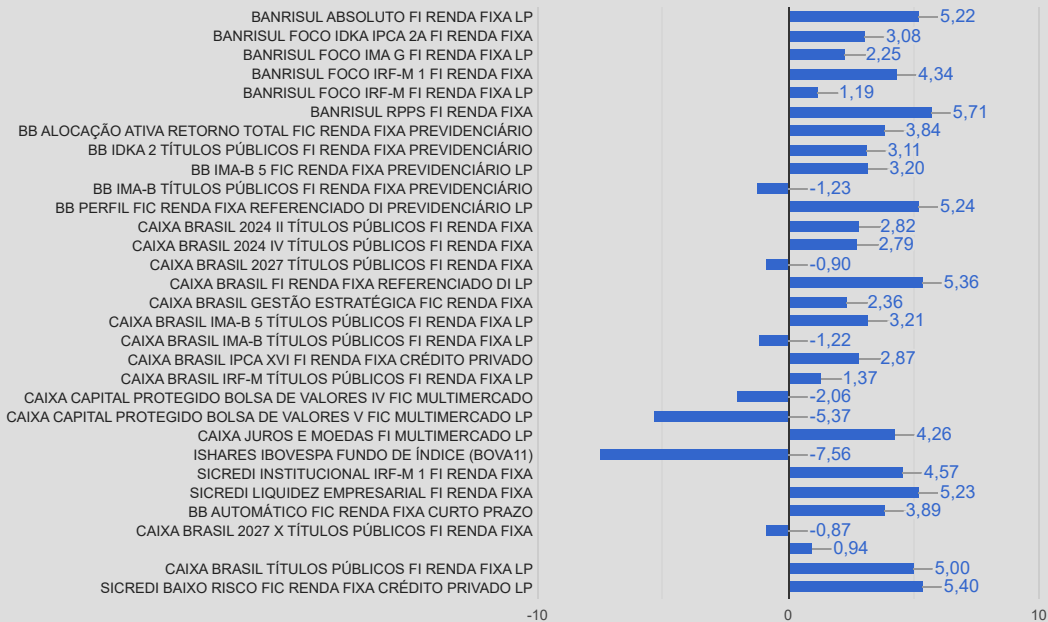 BANRISUL ABSOLUTO FI RENDA FIXA LP 5,22
BANRISUL FOCO IDKA IPCA 2A FI RENDA FIXA 3,08
BANRISUL FOCO IMA G FI RENDA FIXA LP 2,25
BANRISUL FOCO IRF-M 1 FI RENDA FIXA 4,34
BANRISUL FOCO IRF-M FI RENDA FIXA LP 1,19
BANRISUL RPPS FI RENDA FIXA 5,71
BB ALOCAÇÃO ATIVA RETORNO TOTAL FIC RENDA FIXA PREVIDENCIÁRIO 3,84
BB IDKA 2 TÍTULOS PÚBLICOS FI RENDA FIXA PREVIDENCIÁRIO 3,11
BB IMA-B 5 FIC RENDA FIXA PREVIDENCIÁRIO LP 3,20
BB IMA-B TÍTULOS PÚBLICOS FI RENDA FIXA PREVIDENCIÁRIO -1,23
BB PERFIL FIC RENDA FIXA REFERENCIADO DI PREVIDENCIÁRIO LP 5,24
CAIXA BRASIL 2024 II TÍTULOS PÚBLICOS FI RENDA FIXA 2,82
CAIXA BRASIL 2024 IV TÍTULOS PÚBLICOS FI RENDA FIXA 2,79
CAIXA BRASIL 2027 TÍTULOS PÚBLICOS FI RENDA FIXA -0,90
CAIXA BRASIL FI RENDA FIXA REFERENCIADO DI LP 5,36
CAIXA BRASIL GESTÃO ESTRATÉGICA FIC RENDA FIXA 2,36
CAIXA BRASIL IMA-B 5 TÍTULOS PÚBLICOS FI RENDA FIXA LP 3,21
CAIXA BRASIL IMA-B TÍTULOS PÚBLICOS FI RENDA FIXA LP -1,22
CAIXA BRASIL IPCA XVI FI RENDA FIXA CRÉDITO PRIVADO 2,87
CAIXA BRASIL IRF-M TÍTULOS PÚBLICOS FI RENDA FIXA LP 1,37
CAIXA CAPITAL PROTEGIDO BOLSA DE VALORES IV FIC MULTIMERCADO -2,06
CAIXA CAPITAL PROTEGIDO BOLSA DE VALORES V FIC MULTIMERCADO LP -5,37
CAIXA JUROS E MOEDAS FI MULTIMERCADO LP 4,26
ISHARES IBOVESPA FUNDO DE ÍNDICE (BOVA11) -7,56
SICREDI INSTITUCIONAL IRF-M 1 FI RENDA FIXA 4,57
SICREDI LIQUIDEZ EMPRESARIAL FI RENDA FIXA 5,23
BB AUTOMÁTICO FIC RENDA FIXA CURTO PRAZO 3,89
CAIXA BRASIL 2027 X TÍTULOS PÚBLICOS FI RENDA FIXA -0,87
0,94
CAIXA BRASIL TÍTULOS PÚBLICOS FI RENDA FIXA LP 5,00
SICREDI BAIXO RISCO FIC RENDA FIXA CRÉDITO PRIVADO LP 5,40
-10 0 10